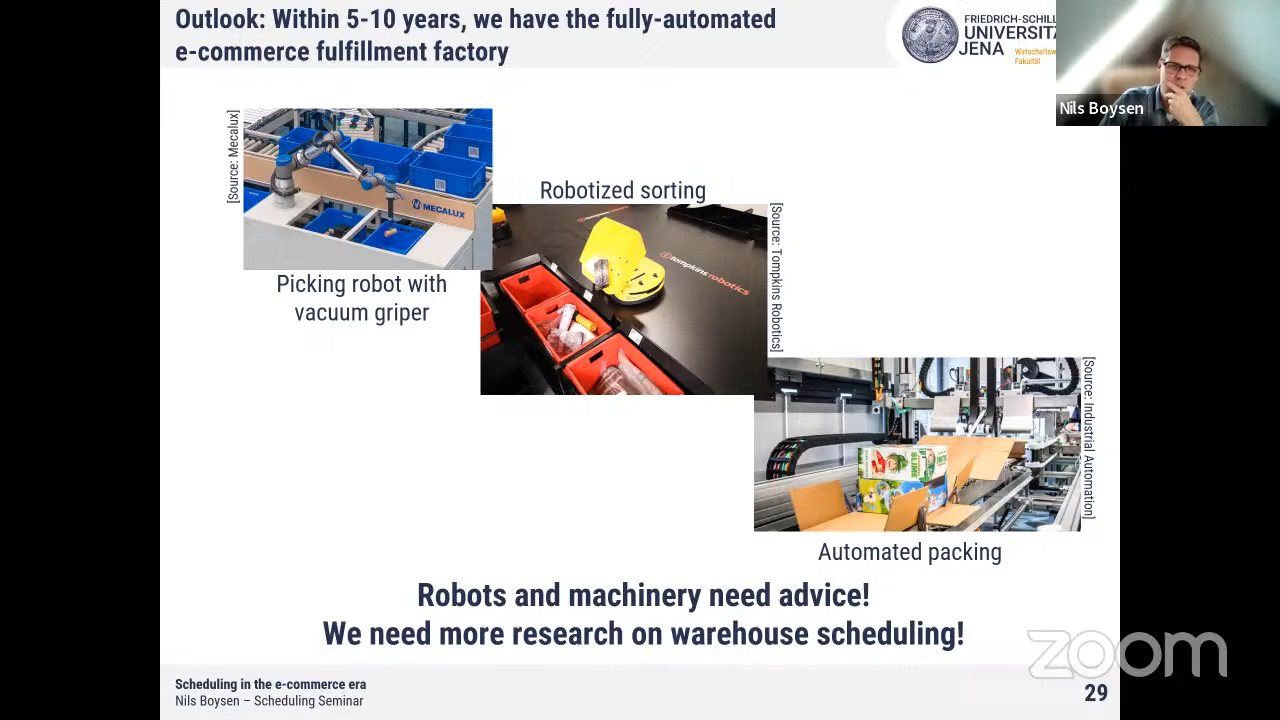 Outlook: Within 5-10 years, we have the fully-automated
e-commerce fulfillment factory
FRIEDRICH-SCHILL
UNIVERSITA
JENA
Wirtschaftsw
Fakultät
Nils Boysen
[Source: Mecalux]
MECALUX
Picking robot with
vacuum griper
Robotized sorting
tompkins robotics
[Source: Tompkins Robotics]
[Source: Industrial Automation]
Automated packing
Robots and machinery need advice!
We need more research on warehouse scheduling!
zoom
Scheduling in the e-commerce era
Nils Boysen – Scheduling Seminar
29